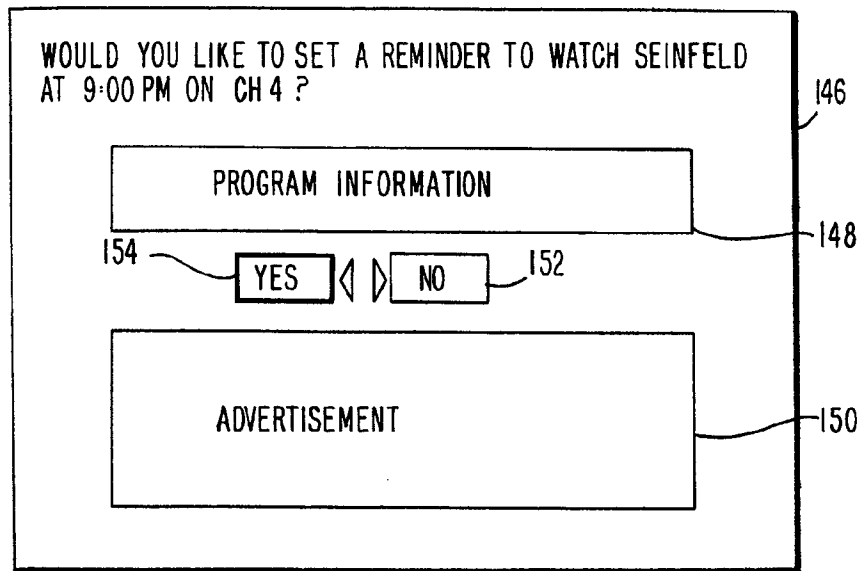 WOULD YOU LIKE TO SET A REMINDER TO WATCH SEINFELD
AT 9:00 PM ON CH 4 ?
146
PROGRAM INFORMATION
148
154
YES
NO
152
ADVERTISEMENT
150